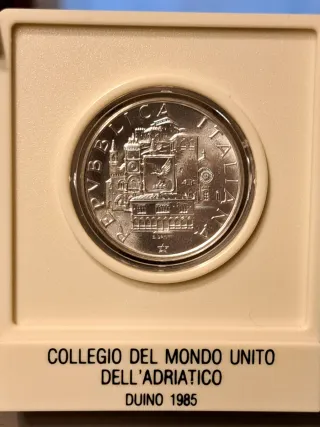 REPVBBLICA ITALIANA
COLLEGIO DEL MONDO UNITO
DELL'ADRIATICO
DUINO 1985